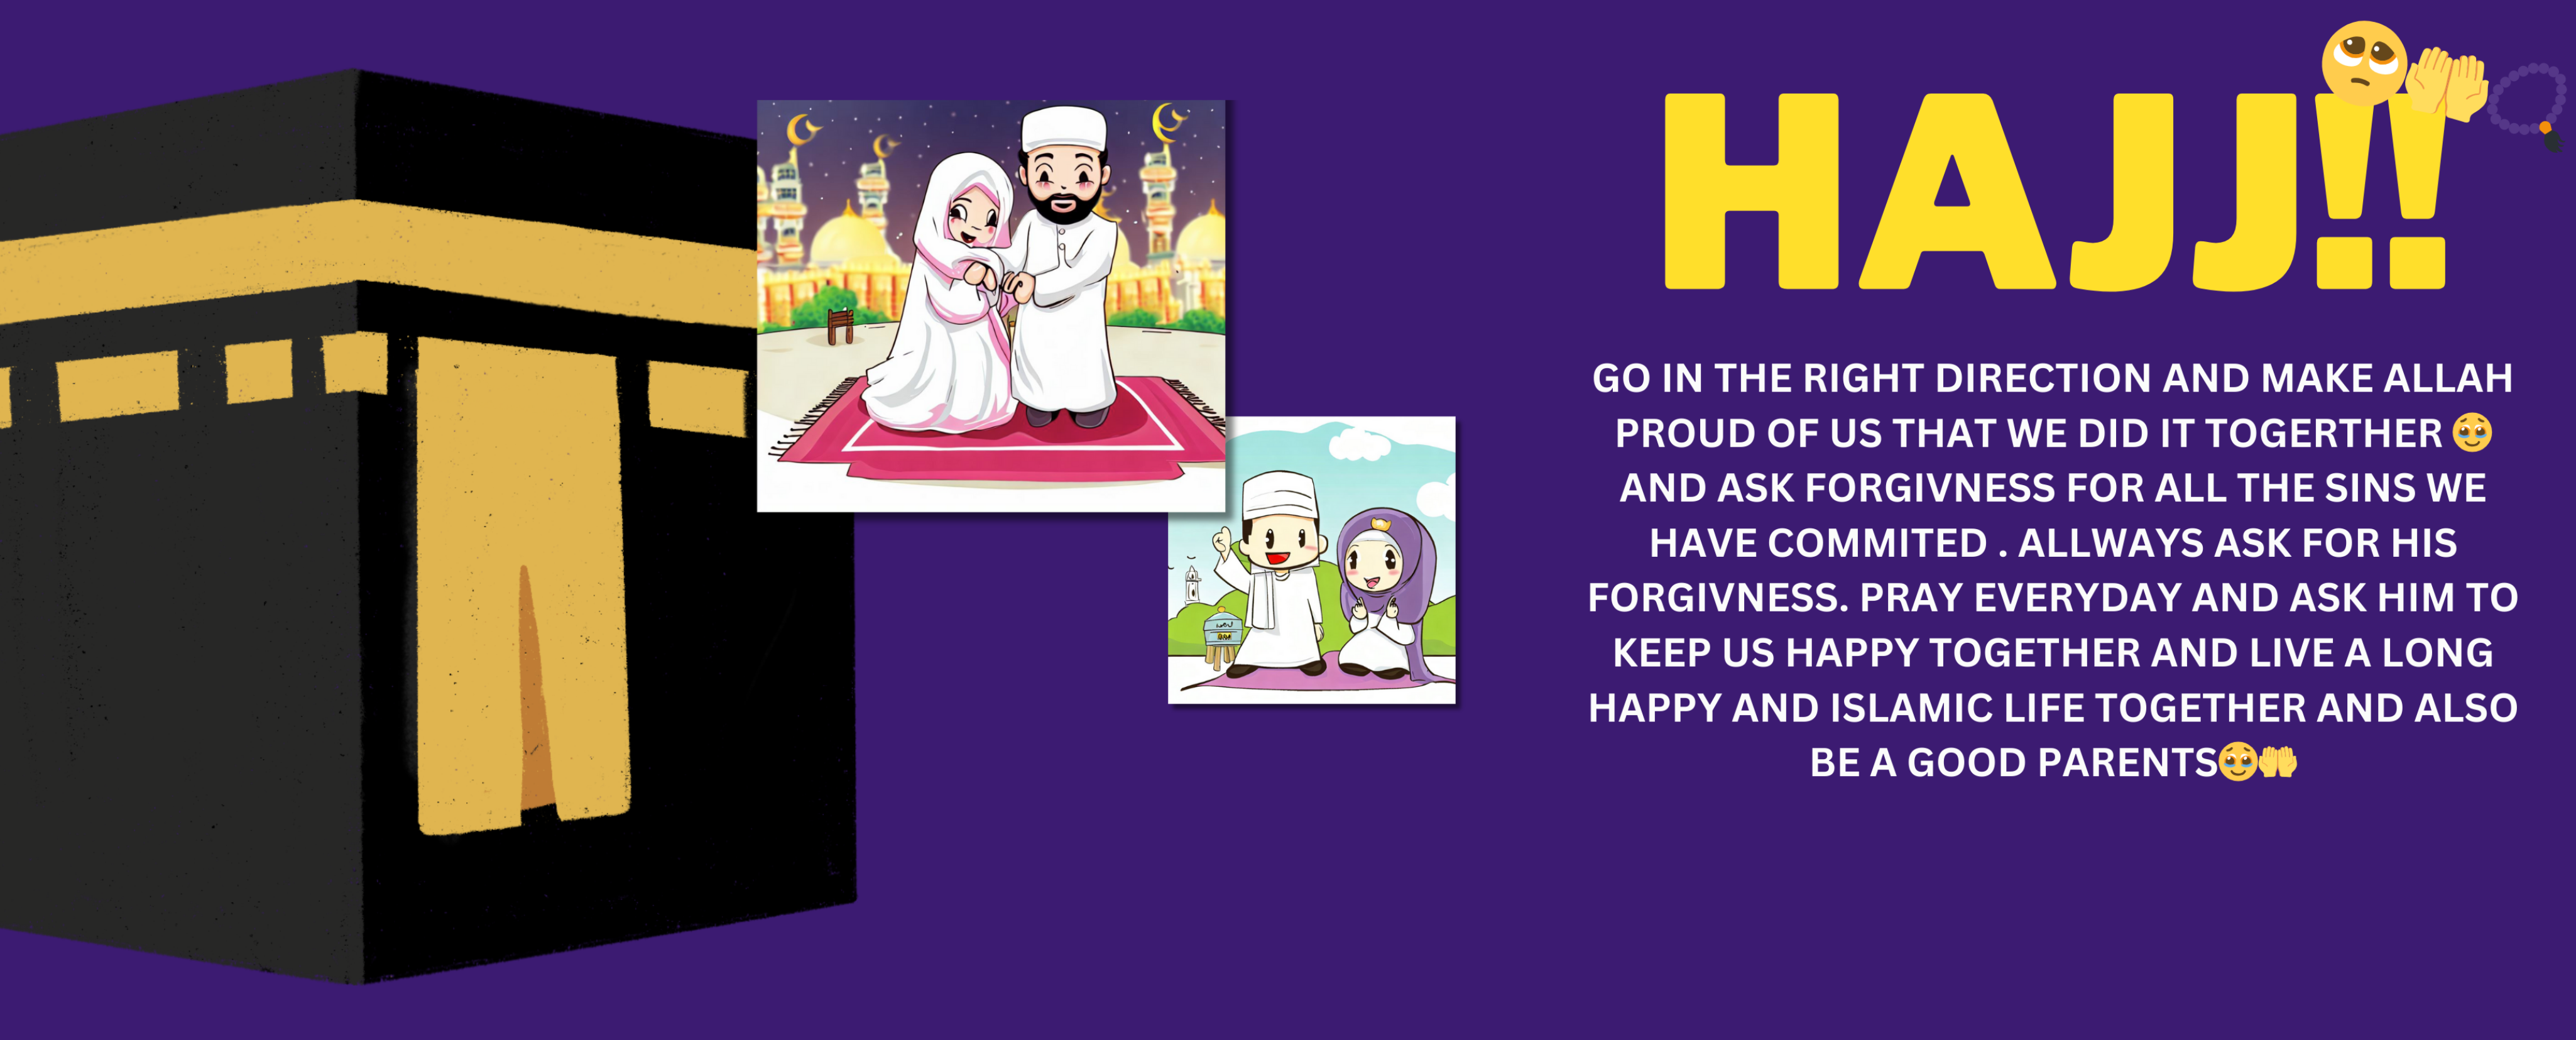 HAJJ!!
GO IN THE RIGHT DIRECTION AND MAKE ALLAH
PROUD OF US THAT WE DID IT TOGERTHER 🥹
AND ASK FORGIVNESS FOR ALL THE SINS WE
HAVE COMMITED . ALLWAYS ASK FOR HIS
FORGIVNESS. PRAY EVERYDAY AND ASK HIM TO
KEEP US HAPPY TOGETHER AND LIVE A LONG
HAPPY AND ISLAMIC LIFE TOGETHER AND ALSO
BE A GOOD PARENTS🥹🤲